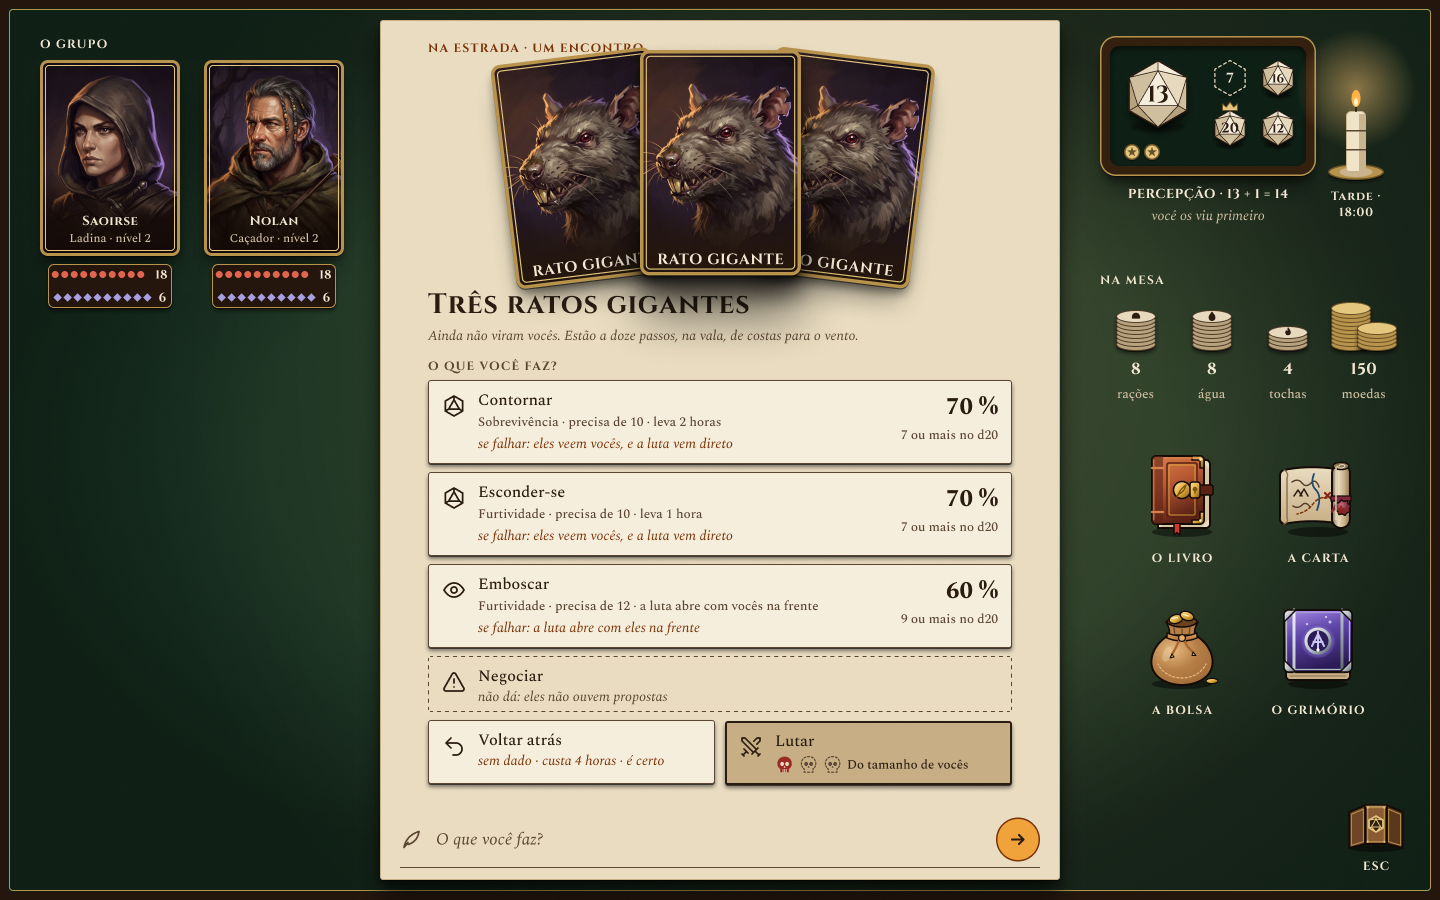 O GRUPO
SAOIRSE
Ladina · nível 2
18
6
NOLAN
Caçador · nível 2
18
6
NA ESTRADA · UM ENCONTRO
RATO GIGAN
RATO GIGANTE
O GIGANTE
TRÊS RATOS GIGANTES
Ainda não viram vocês. Estão a doze passos, na vala, de costas para o vento.
O QUE VOCÊ FAZ?
Contornar
Sobrevivência · precisa de 10 · leva 2 horas
se falhar: eles veem vocês, e a luta vem direto
70 %
7 ou mais no d20
Esconder-se
Furtividade · precisa de 10 · leva 1 hora
se falhar: eles veem vocês, e a luta vem direto
70 %
7 ou mais no d20
Emboscar
Furtividade · precisa de 12 · a luta abre com vocês na frente
se falhar: a luta abre com eles na frente
60 %
9 ou mais no d20
Negociar
não dá: eles não ouvem propostas
Voltar atrás
sem dado · custa 4 horas · é certo
Lutar
Do tamanho de vocês
O que você faz?
13
7
16
20
12
PERCEPÇÃO · 13 + 1 = 14
você os viu primeiro
TARDE ·
18:00
NA MESA
8
rações
8
água
4
tochas
150
moedas
O LIVRO
A CARTA
A BOLSA
O GRIMÓRIO
ESC